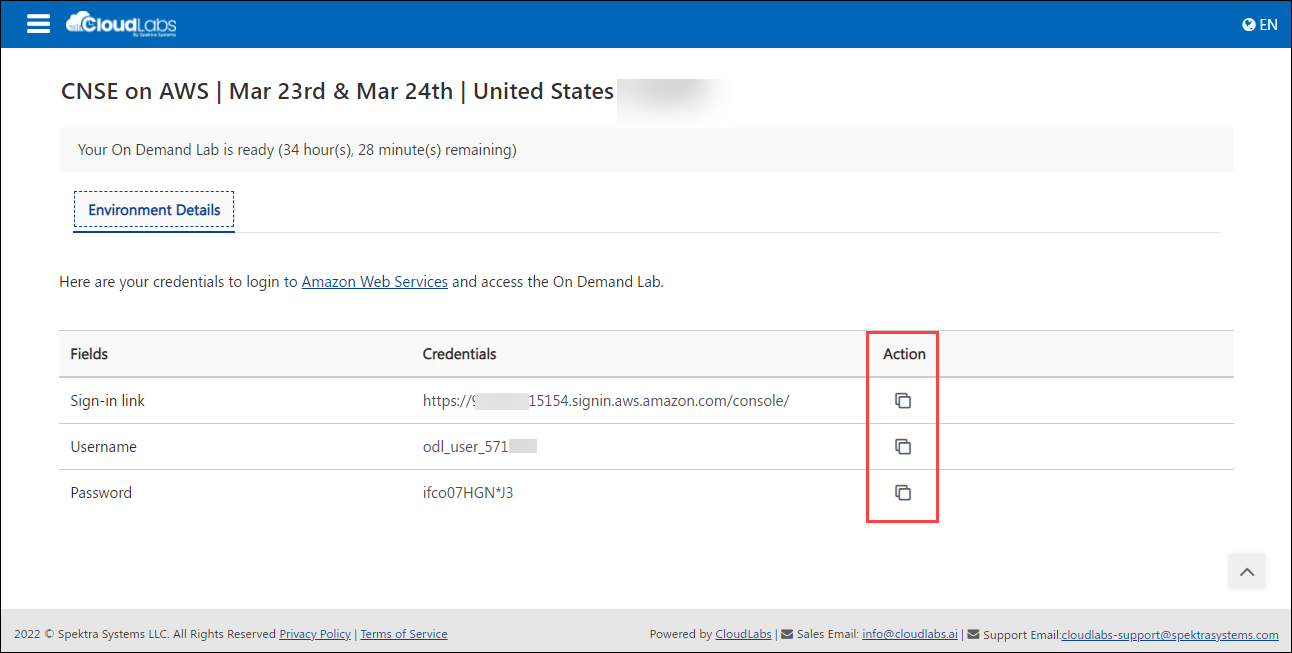 CloudLabs
By Spektra Systems
EN
CNSE on AWS | Mar 23rd & Mar 24th | United States
Your On Demand Lab is ready (34 hour(s), 28 minute(s) remaining)
Environment Details
Here are your credentials to login to Amazon Web Services and access the On Demand Lab.
Fields Credentials Action
Sign-in link https://9 15154.signin.aws.amazon.com/console/
Username odl_user_571
Password ifco07HGN*J3
2022 © Spektra Systems LLC. All Rights Reserved Privacy Policy | Terms of Service Powered by CloudLabs | Sales Email: info@cloudlabs.ai | Support Email:cloudlabs-support@spektrasystems.com